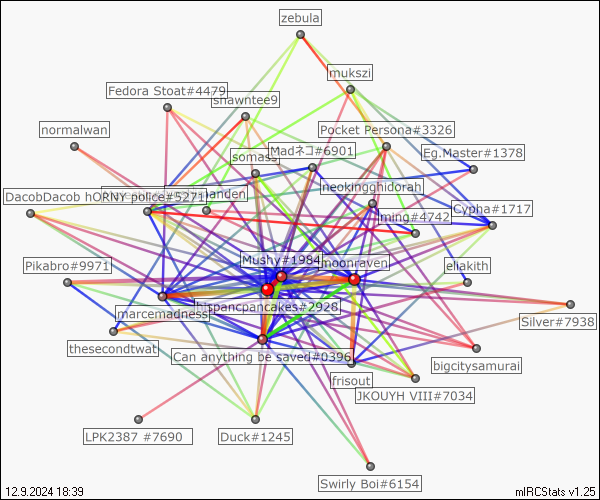 zebula
mukszi
Fedora Stoat#4479
shawntee9
normalwan
Pocket Persona#3326
Madネコ#6901
Eg.Master#1378
somass
neokingghidorah
DacobDacob h0RNY police#5271
handen
ming#4742
Cypha#1717
Mushy#1984
moonraven
Pikabro#9971
eliakith
hispancpancakes#2928
marcemadness
Silver#7938
thesecondtwat
Can anything be saved#0396
bigcitysamurai
frisout
JKOUYH VIII#7034
LPK2387 #7690
Duck#1245
Swirly Boi#6154
12.9.2024 18:39
mIRCStats v1.25